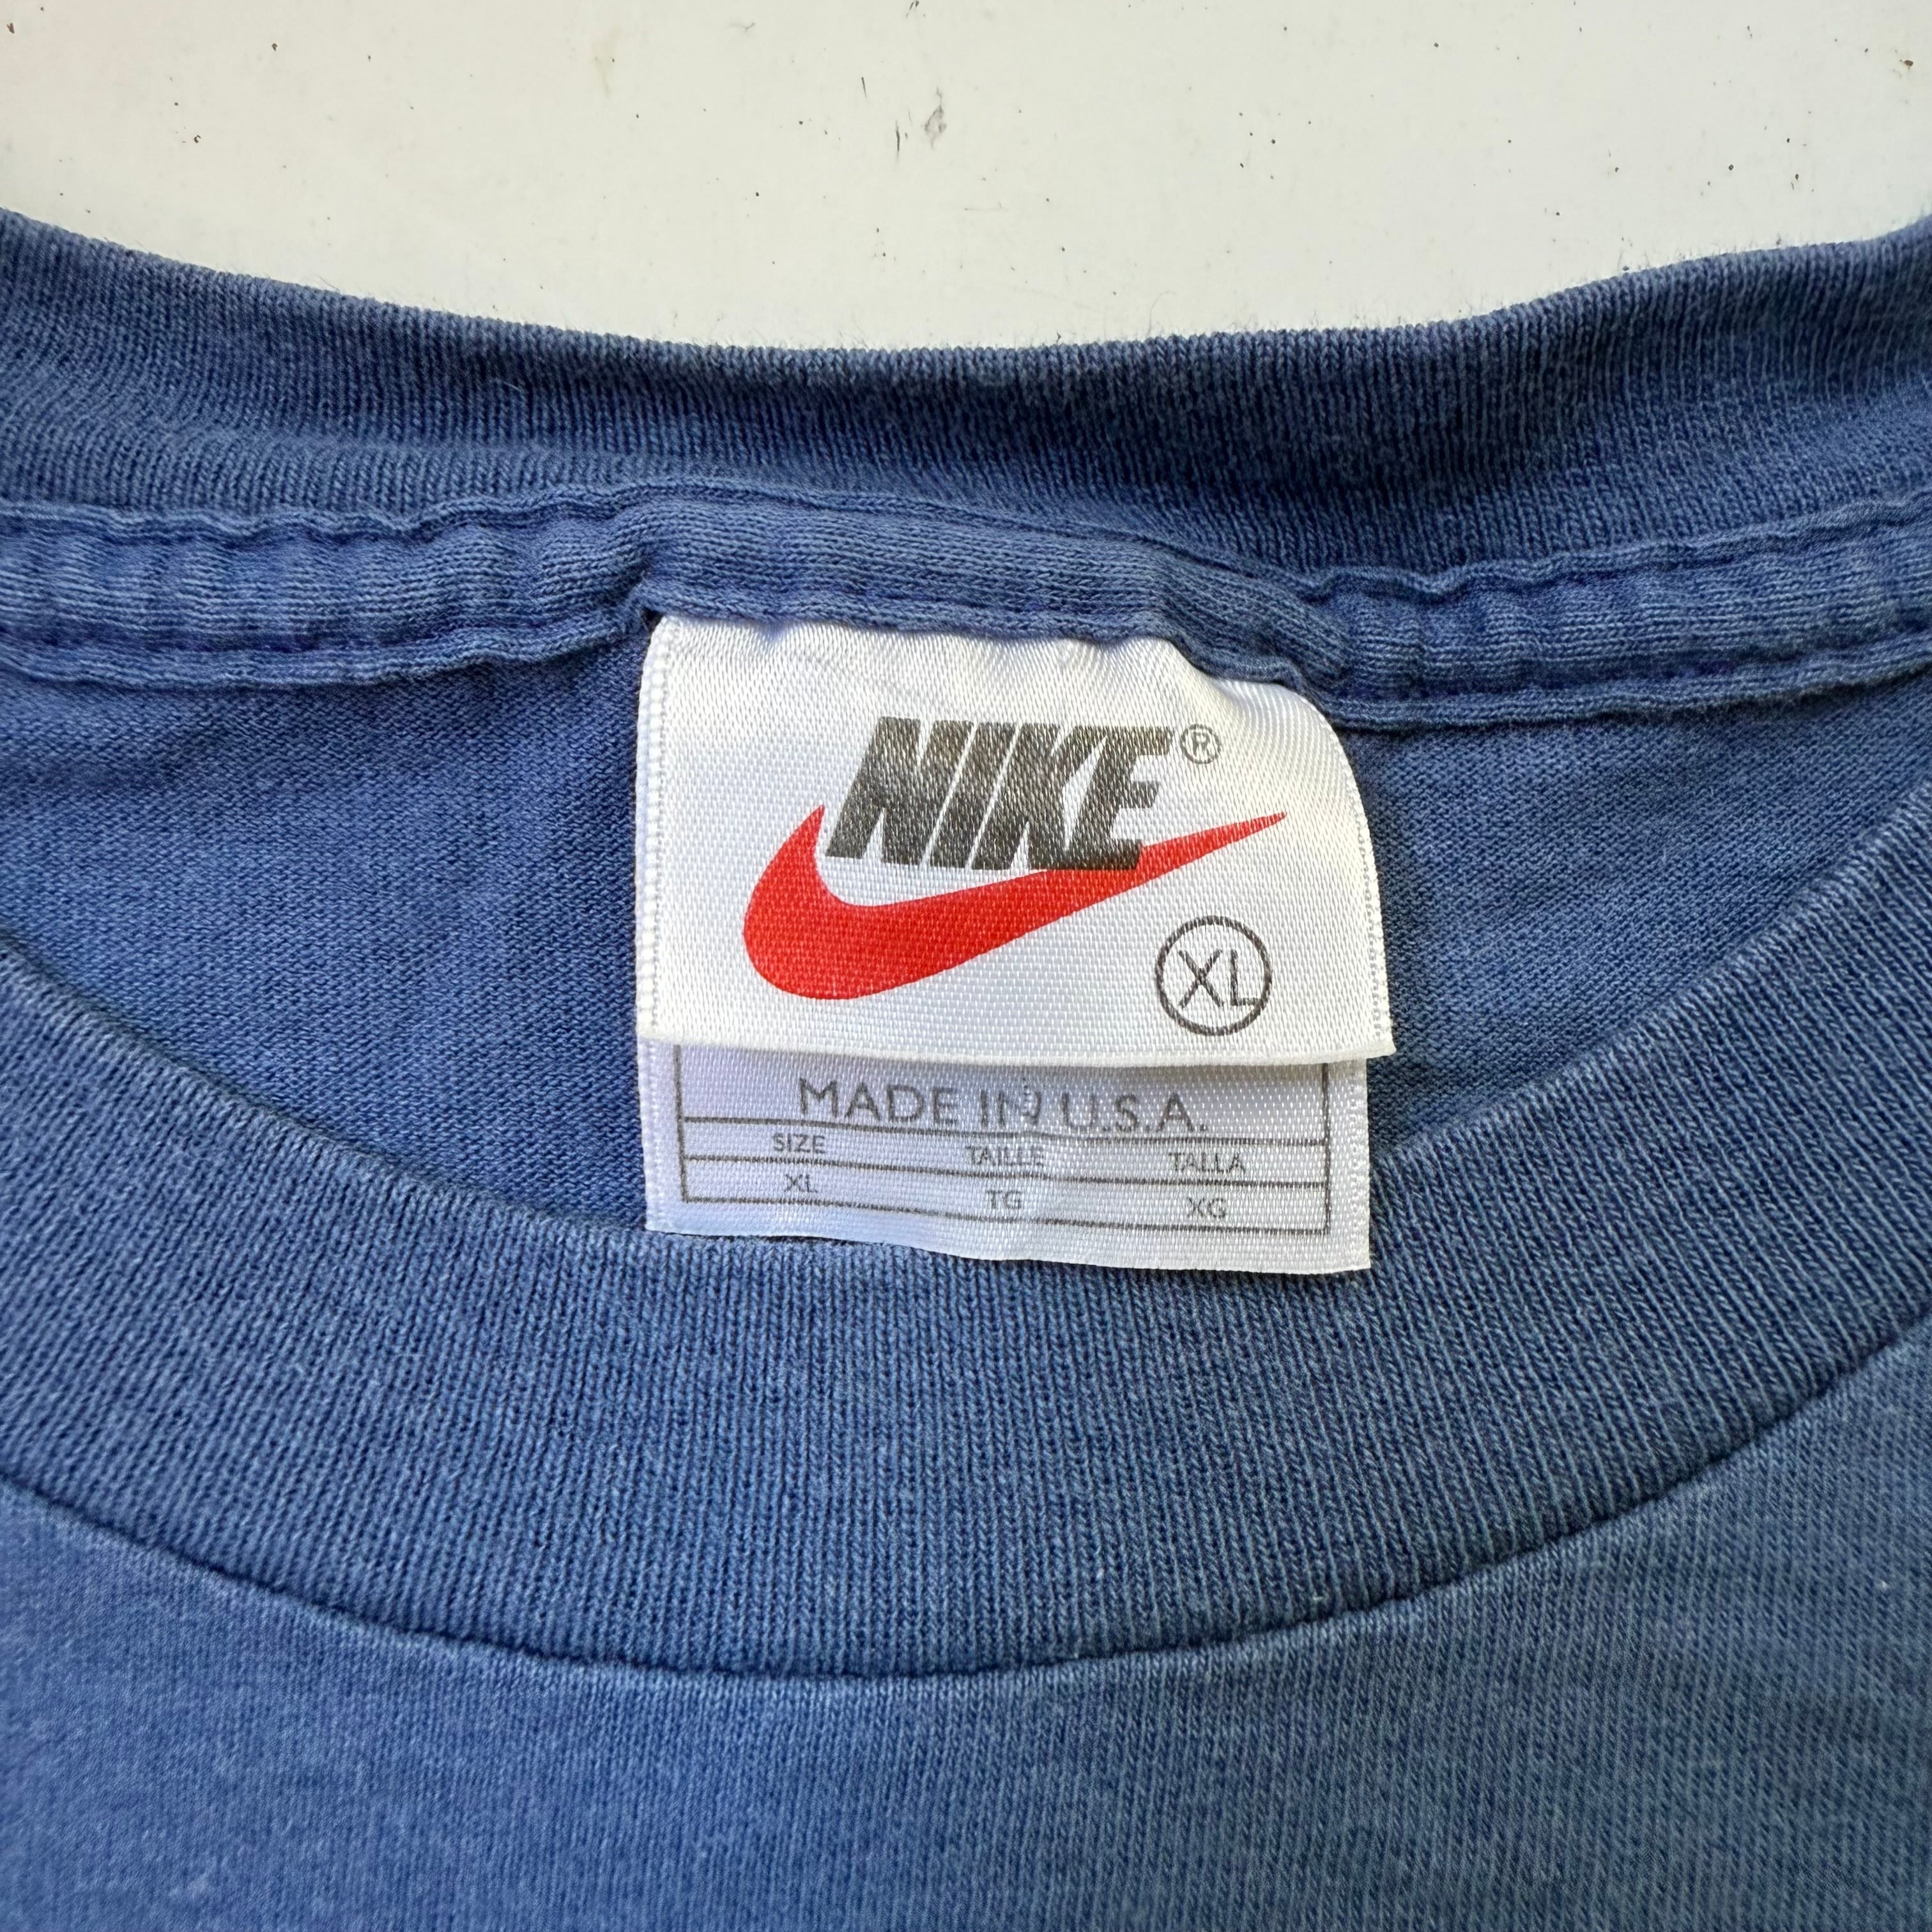 NIKE®
XL
MADE IN U.S.A.
SIZE TAILLE TALLA
XL TG XG